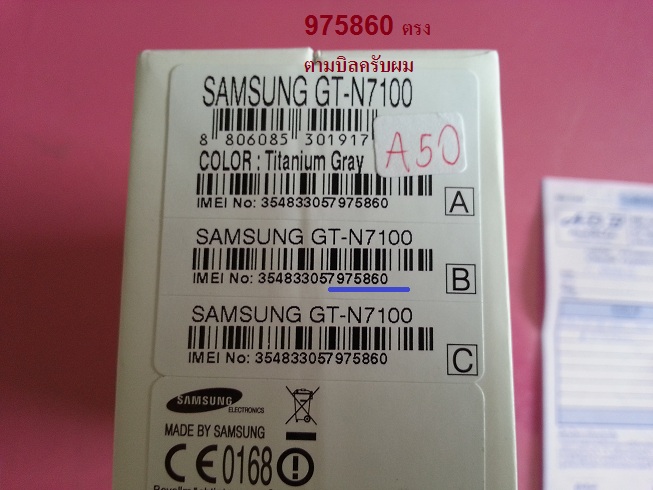 975860 ตรง
ตามบิลครับผม
SAMSUNG GT-N7100
8 806085 301917
A50
COLOR : Titanium Gray
IMEI No: 354833057975860
A
SAMSUNG GT-N7100
IMEI No: 354833057975860
B
SAMSUNG GT-N7100
IMEI No: 354833057975860
C
SAMSUNG
ELECTRONICS
MADE BY SAMSUNG
CE0168